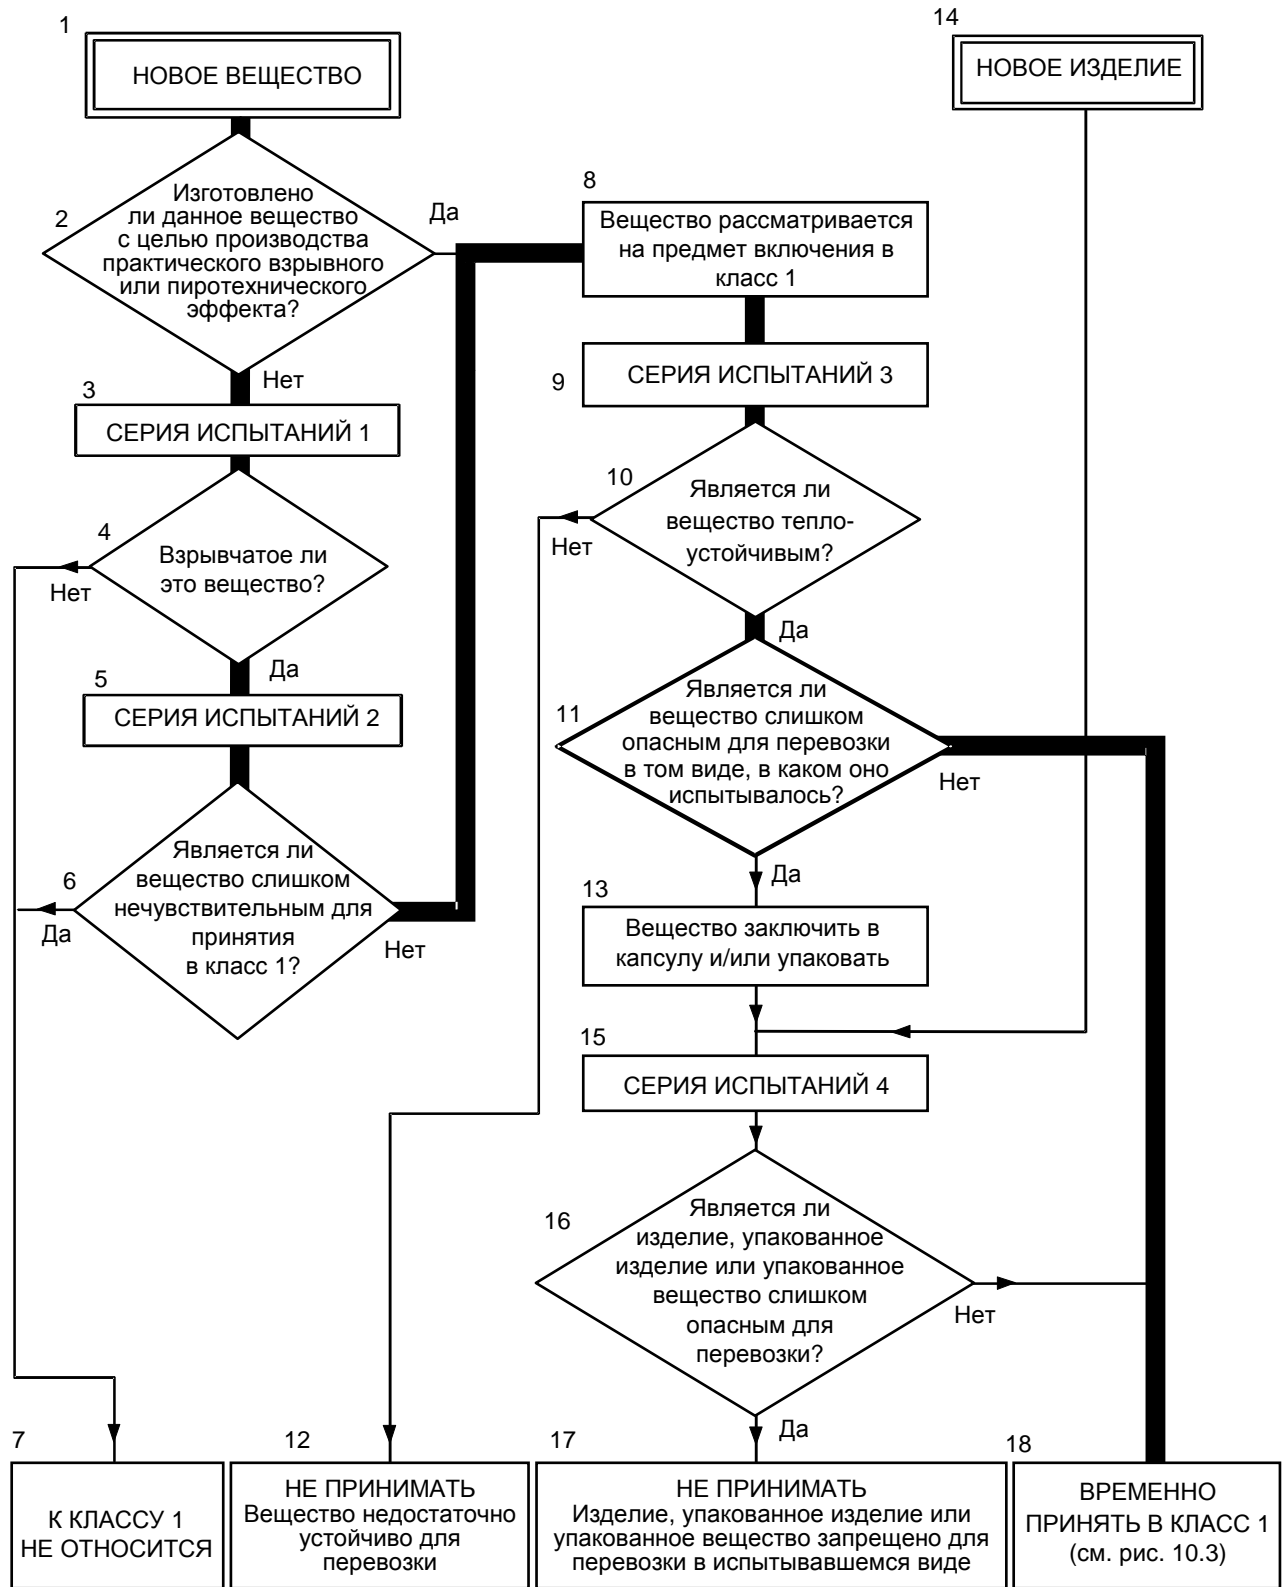 1
НОВОЕ ВЕЩЕСТВО
2
Изготовлено
ли данное вещество
с целью производства
практического взрывного
или пиротехнического
эффекта?
Да
Нет
3
СЕРИЯ ИСПЫТАНИЙ 1
4
Взрывчатое ли
это вещество?
Нет
Да
5
СЕРИЯ ИСПЫТАНИЙ 2
6
Является ли
вещество слишком
нечувствительным для
принятия
в класс 1?
Да
Нет
8
Вещество рассматривается
на предмет включения в
класс 1
9
СЕРИЯ ИСПЫТАНИЙ 3
10
Является ли
вещество тепло-
устойчивым?
Нет
Да
11
Является ли
вещество слишком
опасным для перевозки
в том виде, в каком оно
испытывалось?
Нет
Да
13
Вещество заключить в
капсулу и/или упаковать
14
НОВОЕ ИЗДЕЛИЕ
15
СЕРИЯ ИСПЫТАНИЙ 4
16
Является ли
изделие, упакованное
изделие или упакованное
вещество слишком
опасным для
перевозки?
Нет
Да
7
К КЛАССУ 1
НЕ ОТНОСИТСЯ
12
НЕ ПРИНИМАТЬ
Вещество недостаточно
устойчиво для
перевозки
17
НЕ ПРИНИМАТЬ
Изделие, упакованное изделие или
упакованное вещество запрещено для
перевозки в испытывавшемся виде
18
ВРЕМЕННО
ПРИНЯТЬ В КЛАСС 1
(см. рис. 10.3)